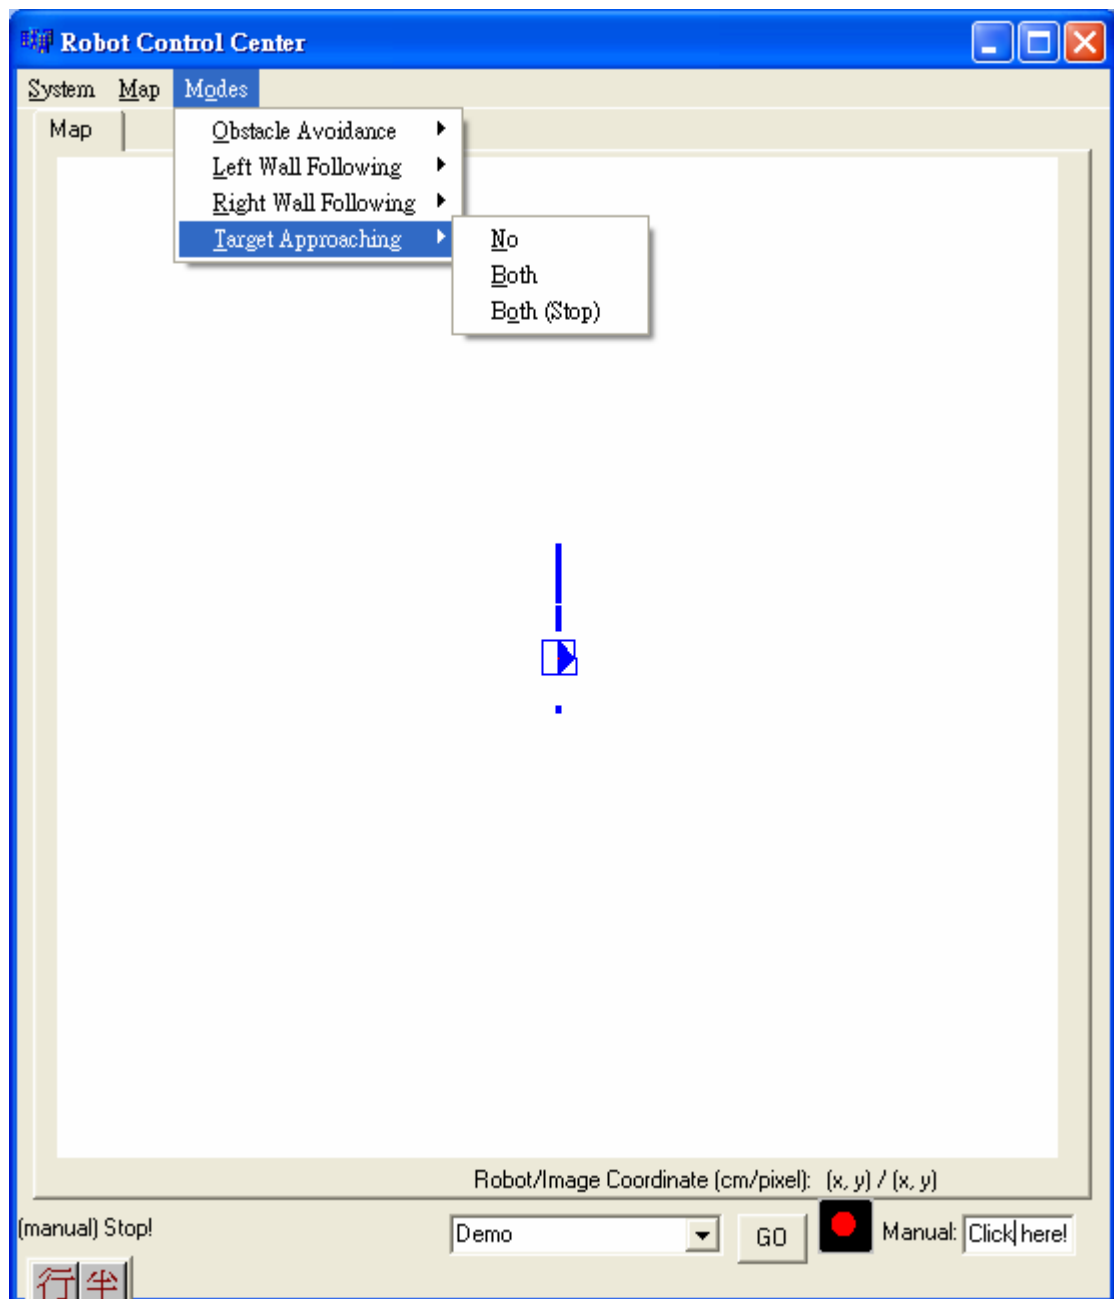 Robot Control Center
System Map Modes
Map
Obstacle Avoidance
Left Wall Following
Right Wall Following
Target Approaching
No
Both
Both (Stop)
Robot/Image Coordinate (cm/pixel): (x, y) / (x, y)
(manual) Stop!
Demo
GO
Manual:
Click here!
行 半